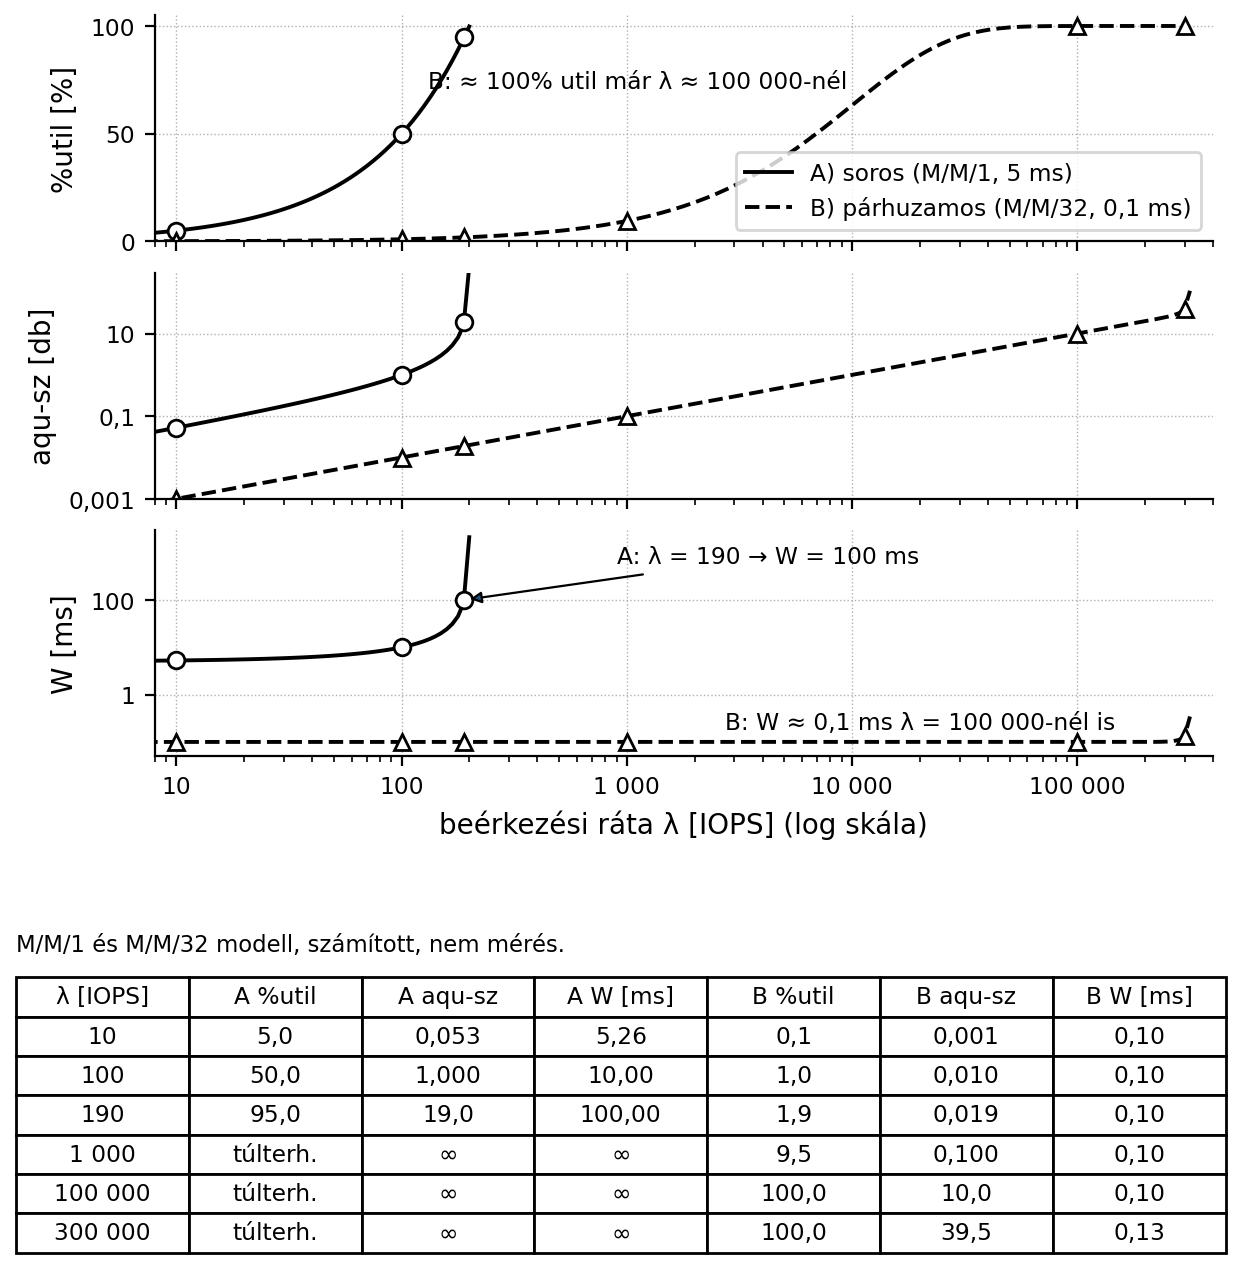 %util [%]
100
50
0
B: ≈ 100% util már λ ≈ 100 000-nél
A) soros (M/M/1, 5 ms)
B) párhuzamos (M/M/32, 0,1 ms)
aqu-sz [db]
10
0,1
0,001
W [ms]
100
1
A: λ = 190 → W = 100 ms
B: W ≈ 0,1 ms λ = 100 000-nél is
10 100 1 000 10 000 100 000
beérkezési ráta λ [IOPS] (log skála)
M/M/1 és M/M/32 modell, számított, nem mérés.
λ [IOPS] A %util A aqu-sz A W [ms] B %util B aqu-sz B W [ms]
10 5,0 0,053 5,26 0,1 0,001 0,10
100 50,0 1,000 10,00 1,0 0,010 0,10
190 95,0 19,0 100,00 1,9 0,019 0,10
1 000 túlterh. ∞ ∞ 9,5 0,100 0,10
100 000 túlterh. ∞ ∞ 100,0 10,0 0,10
300 000 túlterh. ∞ ∞ 100,0 39,5 0,13